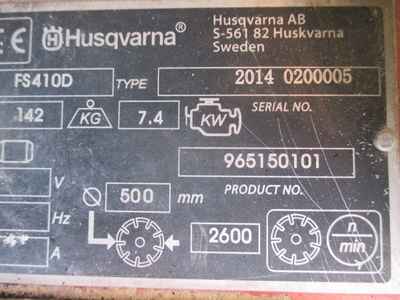 CE Husqvarna® Husqvarna AB
S-561 82 Huskvarna
Sweden
FS410D TYPE 2014 0200005
SERIAL NO.
142 KG 7.4 KW
965150101
V PRODUCT NO.
500 mm
Hz
2600 n
min
A